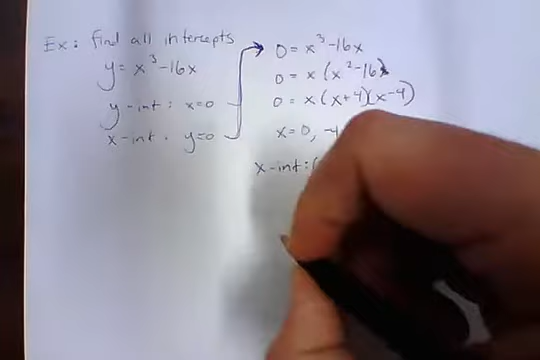 Ex: find all intercepts
y = x³ - 16x
y-int: x=0
x-int: y=0
0 = x³ - 16x
0 = x (x² - 16)
0 = x (x+4)(x-4)
x = 0, -4
x-int: (